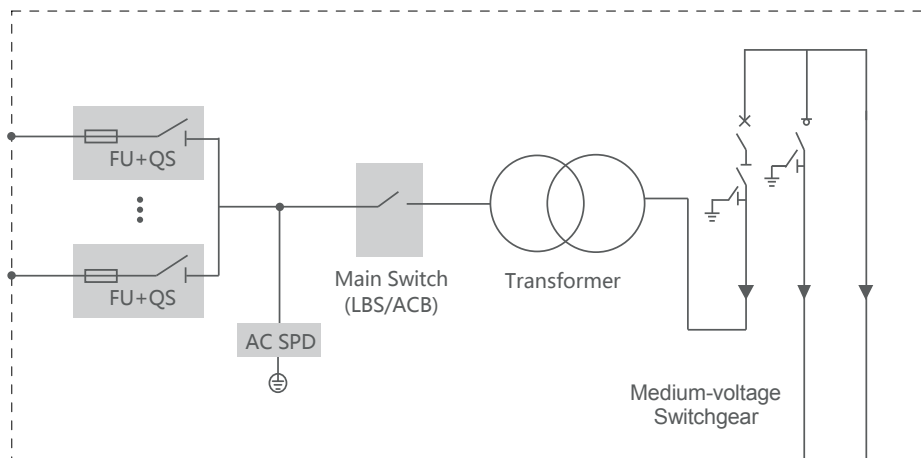 FU+QS
FU+QS
Main Switch
(LBS/ACB)
Transformer
AC SPD
Medium-voltage
Switchgear